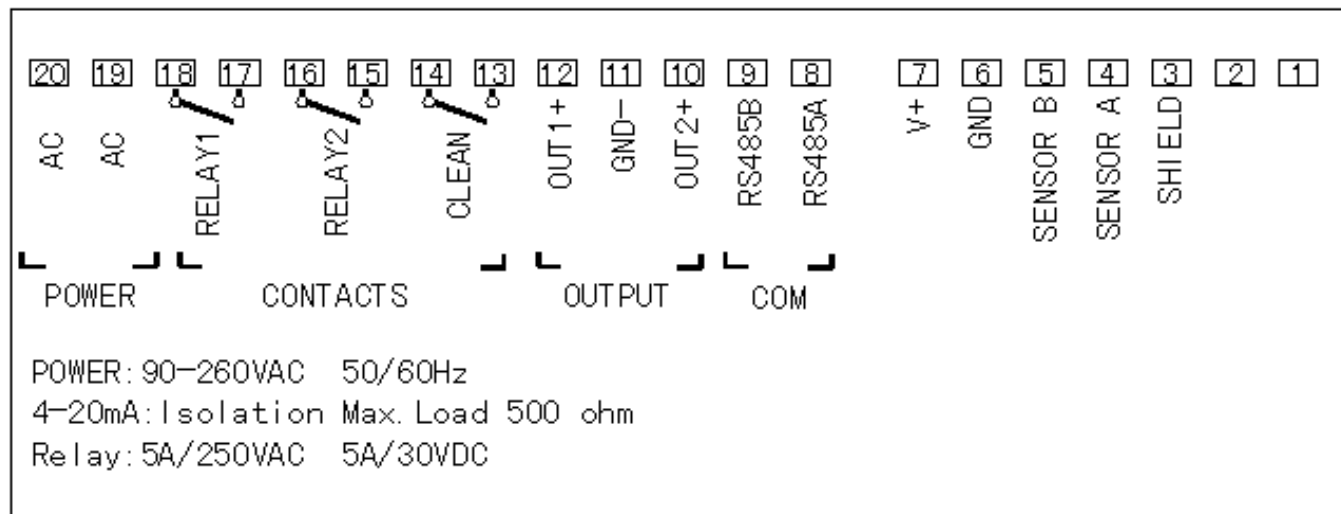 20 19 18 17 16 15 14 13 12 11 10 9 8 7 6 5 4 3 2 1
AC AC RELAY1 RELAY2 CLEAN OUT1+ GND- OUT2+ RS485B RS485A V+ GND SENSOR B SENSOR A SHIELD
POWER CONTACTS OUTPUT COM
POWER:90-260VAC 50/60Hz
4-20mA:Isolation Max.Load 500 ohm
Relay:5A/250VAC 5A/30VDC